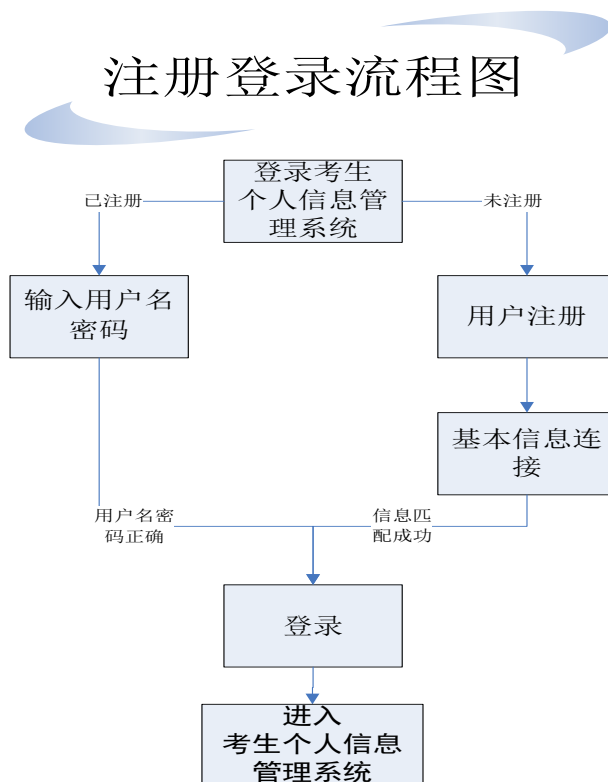 注册登录流程图
登录考生
个人信息管
理系统
已注册
未注册
输入用户名
密码
用户注册
基本信息连
接
用户名密
码正确
信息匹
配成功
登录
进入
考生个人信息
管理系统